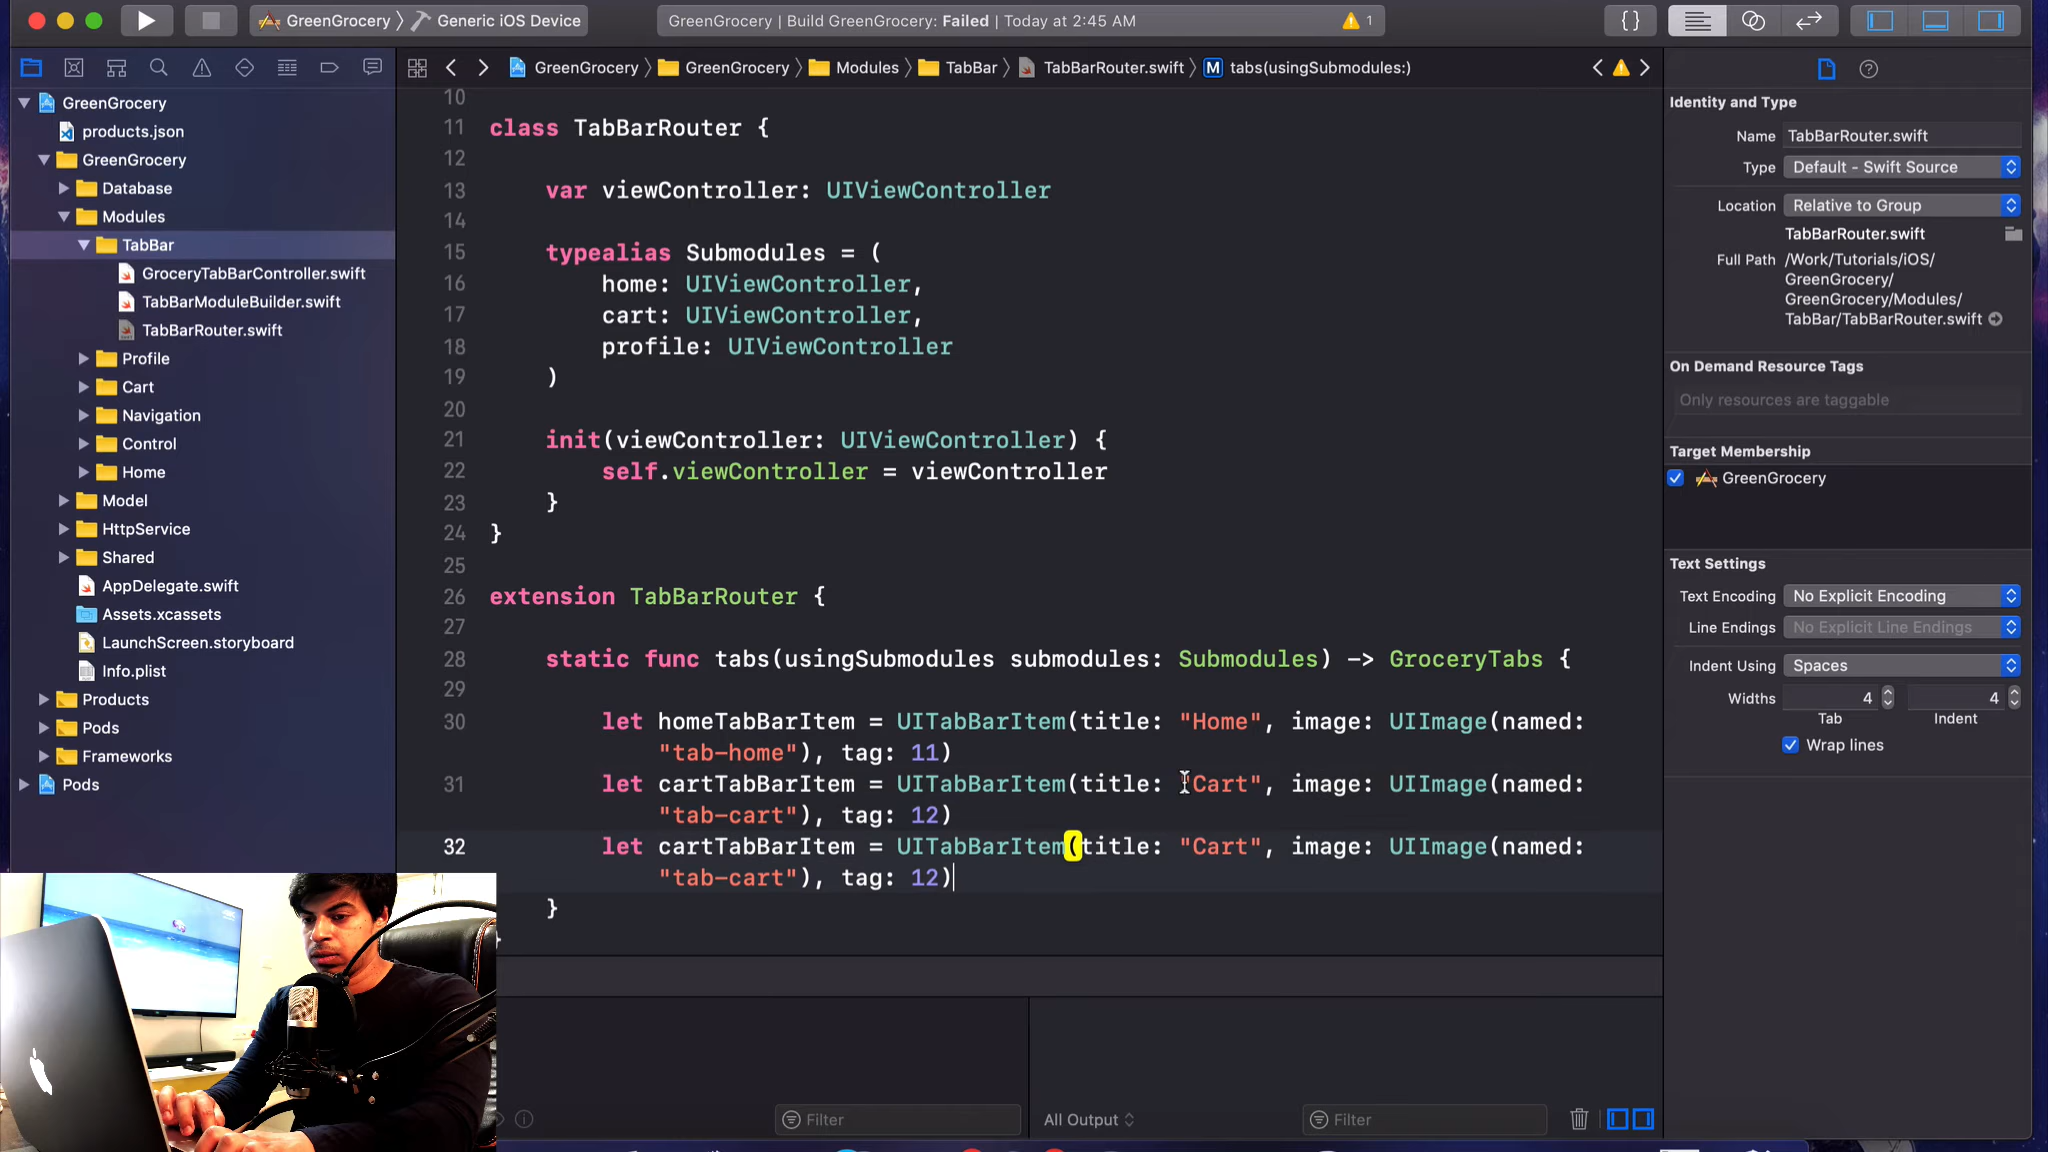 GreenGrocery
Generic iOS Device
GreenGrocery | Build GreenGrocery: Failed | Today at 2:45 AM
1
GreenGrocery
GreenGrocery
Modules
TabBar
TabBarRouter.swift
M
tabs(usingSubmodules:)
GreenGrocery
products.json
GreenGrocery
Database
Modules
TabBar
GroceryTabBarController.swift
TabBarModuleBuilder.swift
TabBarRouter.swift
Profile
Cart
Navigation
Control
Home
Model
HttpService
Shared
AppDelegate.swift
Assets.xcassets
LaunchScreen.storyboard
Info.plist
Products
Pods
Frameworks
Pods
10
11 class TabBarRouter {
12
13 var viewController: UIViewController
14
15 typealias Submodules = (
16 home: UIViewController,
17 cart: UIViewController,
18 profile: UIViewController
19 )
20
21 init(viewController: UIViewController) {
22 self.viewController = viewController
23 }
24 }
25
26 extension TabBarRouter {
27
28 static func tabs(usingSubmodules submodules: Submodules) -> GroceryTabs {
29
30 let homeTabBarItem = UITabBarItem(title: "Home", image: UIImage(named:
"tab-home"), tag: 11)
31 let cartTabBarItem = UITabBarItem(title: "Cart", image: UIImage(named:
"tab-cart"), tag: 12)
32 let cartTabBarItem = UITabBarItem(title: "Cart", image: UIImage(named:
"tab-cart"), tag: 12)
}
Filter
All Output
Filter
Identity and Type
Name TabBarRouter.swift
Type Default - Swift Source
Location Relative to Group
TabBarRouter.swift
Full Path /Work/Tutorials/iOS/
GreenGrocery/
GreenGrocery/Modules/
TabBar/TabBarRouter.swift
On Demand Resource Tags
Only resources are taggable
Target Membership
GreenGrocery
Text Settings
Text Encoding No Explicit Encoding
Line Endings No Explicit Line Endings
Indent Using Spaces
Widths 4 4
Tab Indent
Wrap lines